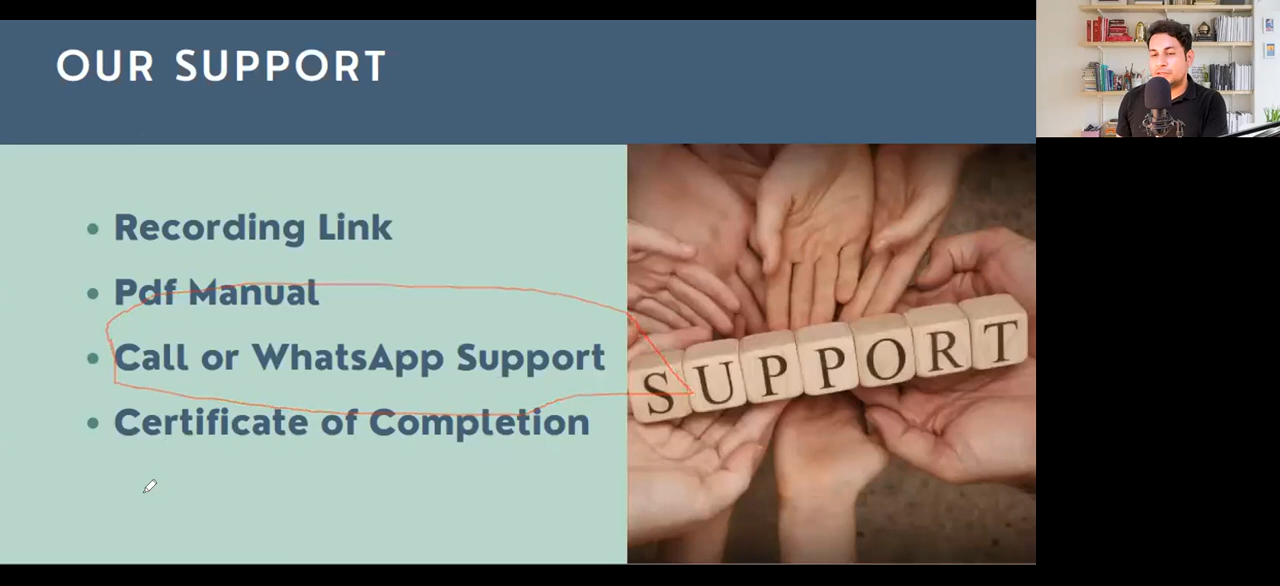 OUR SUPPORT
Recording Link
Pdf Manual
Call or WhatsApp Support
Certificate of Completion
SUPPORT